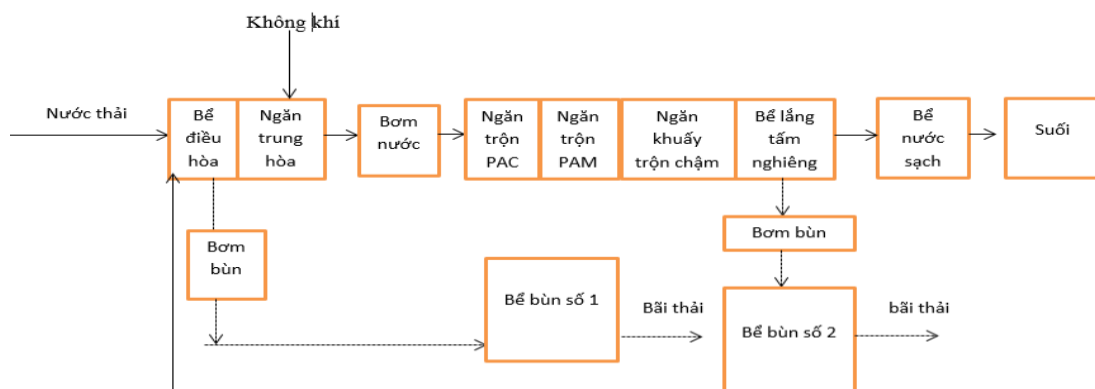 Không khí
Nước thải
Bể
điều
hòa
Ngăn
trung
hòa
Bơm
nước
Ngăn
trộn
PAC
Ngăn
trộn
PAM
Ngăn
khuấy
trộn chậm
Bể lắng
tấm
nghiêng
Bể
nước
sạch
Suối
Bơm
bùn
Bơm bùn
Bể bùn số 1
Bãi thải
Bể bùn số 2
bãi thải